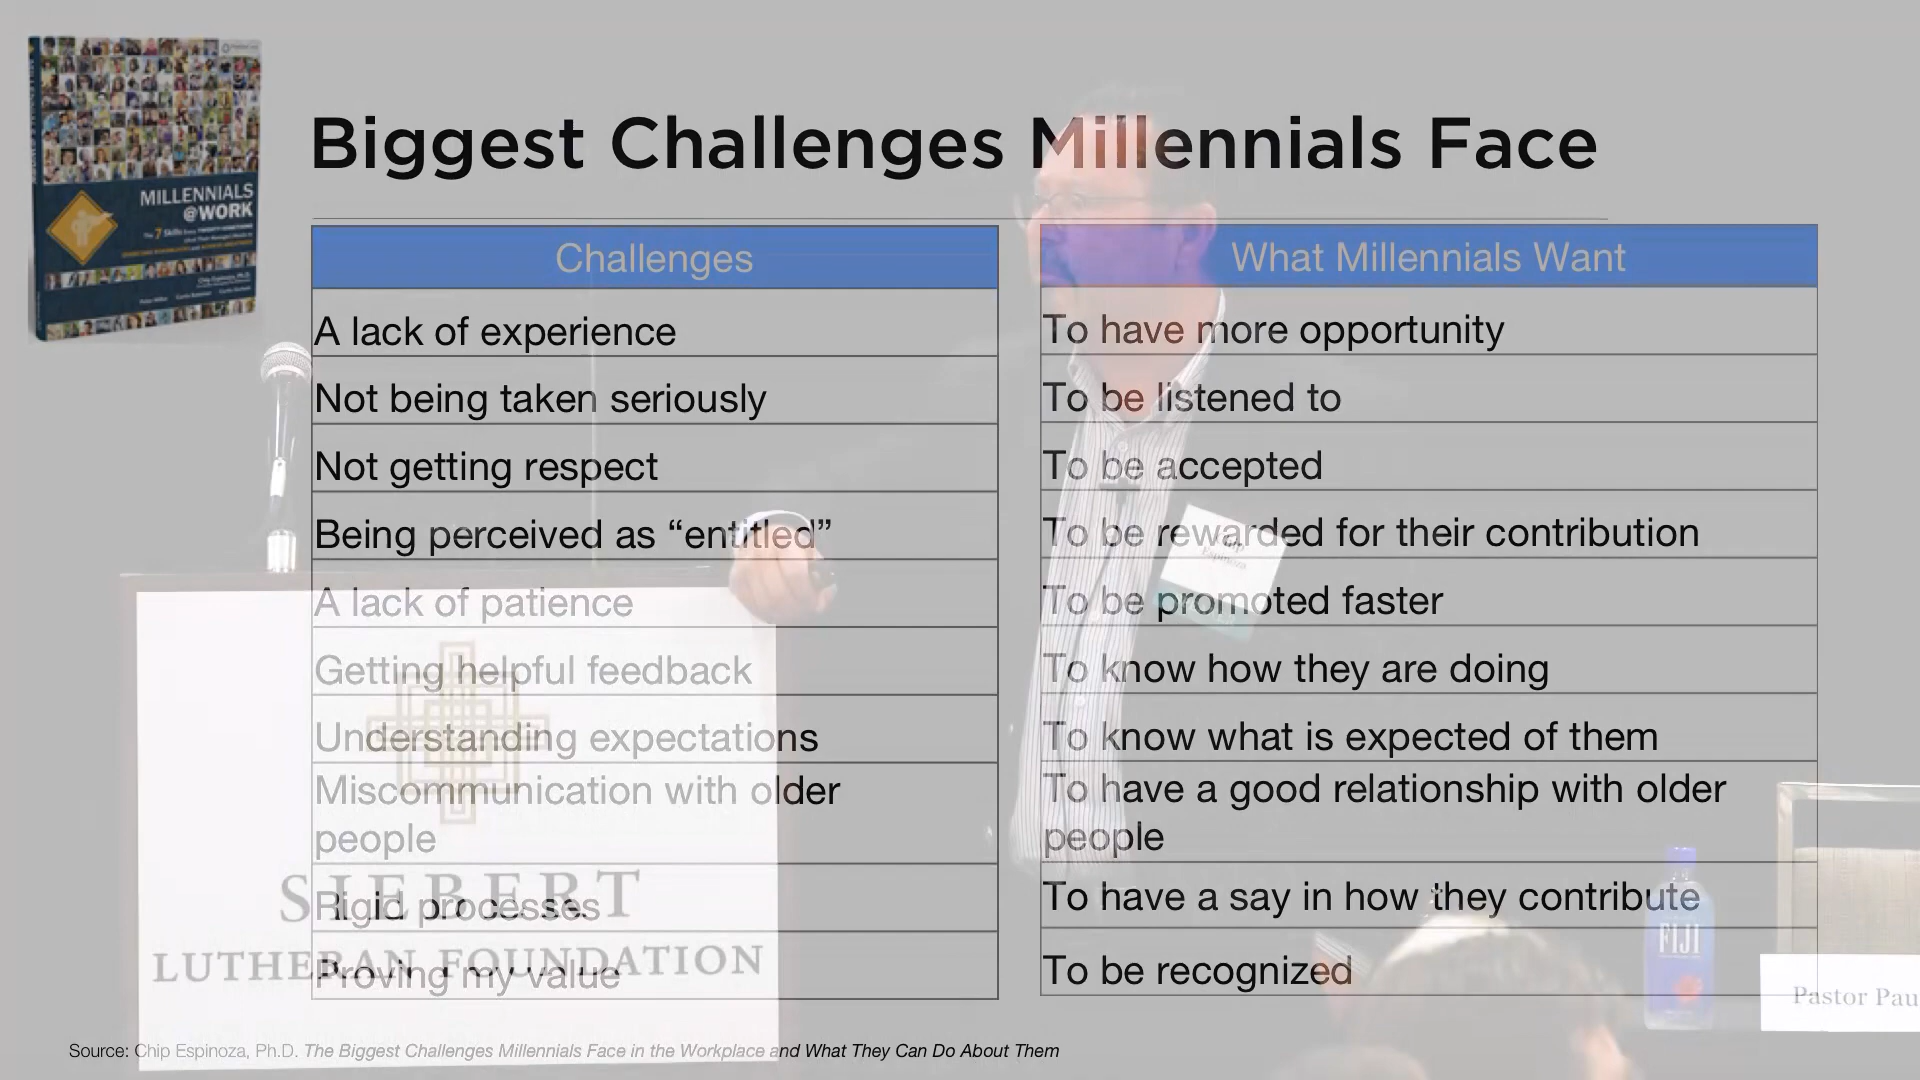 MILLENNIALS
@WORK
The 7 Skills
Biggest Challenges Millennials Face
Challenges
What Millennials Want
A lack of experience
To have more opportunity
Not being taken seriously
To be listened to
Not getting respect
To be accepted
Being perceived as “entitled”
To be rewarded for their contribution
A lack of patience
To be promoted faster
Getting helpful feedback
To know how they are doing
Understanding expectations
To know what is expected of them
Miscommunication with older
people
To have a good relationship with older
people
Rigid processes
To have a say in how they contribute
Proving my value
To be recognized
SIEBERT
LUTHERAN FOUNDATION
Espinoza
FIJI
Pastor Pau
Source: Chip Espinoza, Ph.D. The Biggest Challenges Millennials Face in the Workplace and What They Can Do About Them